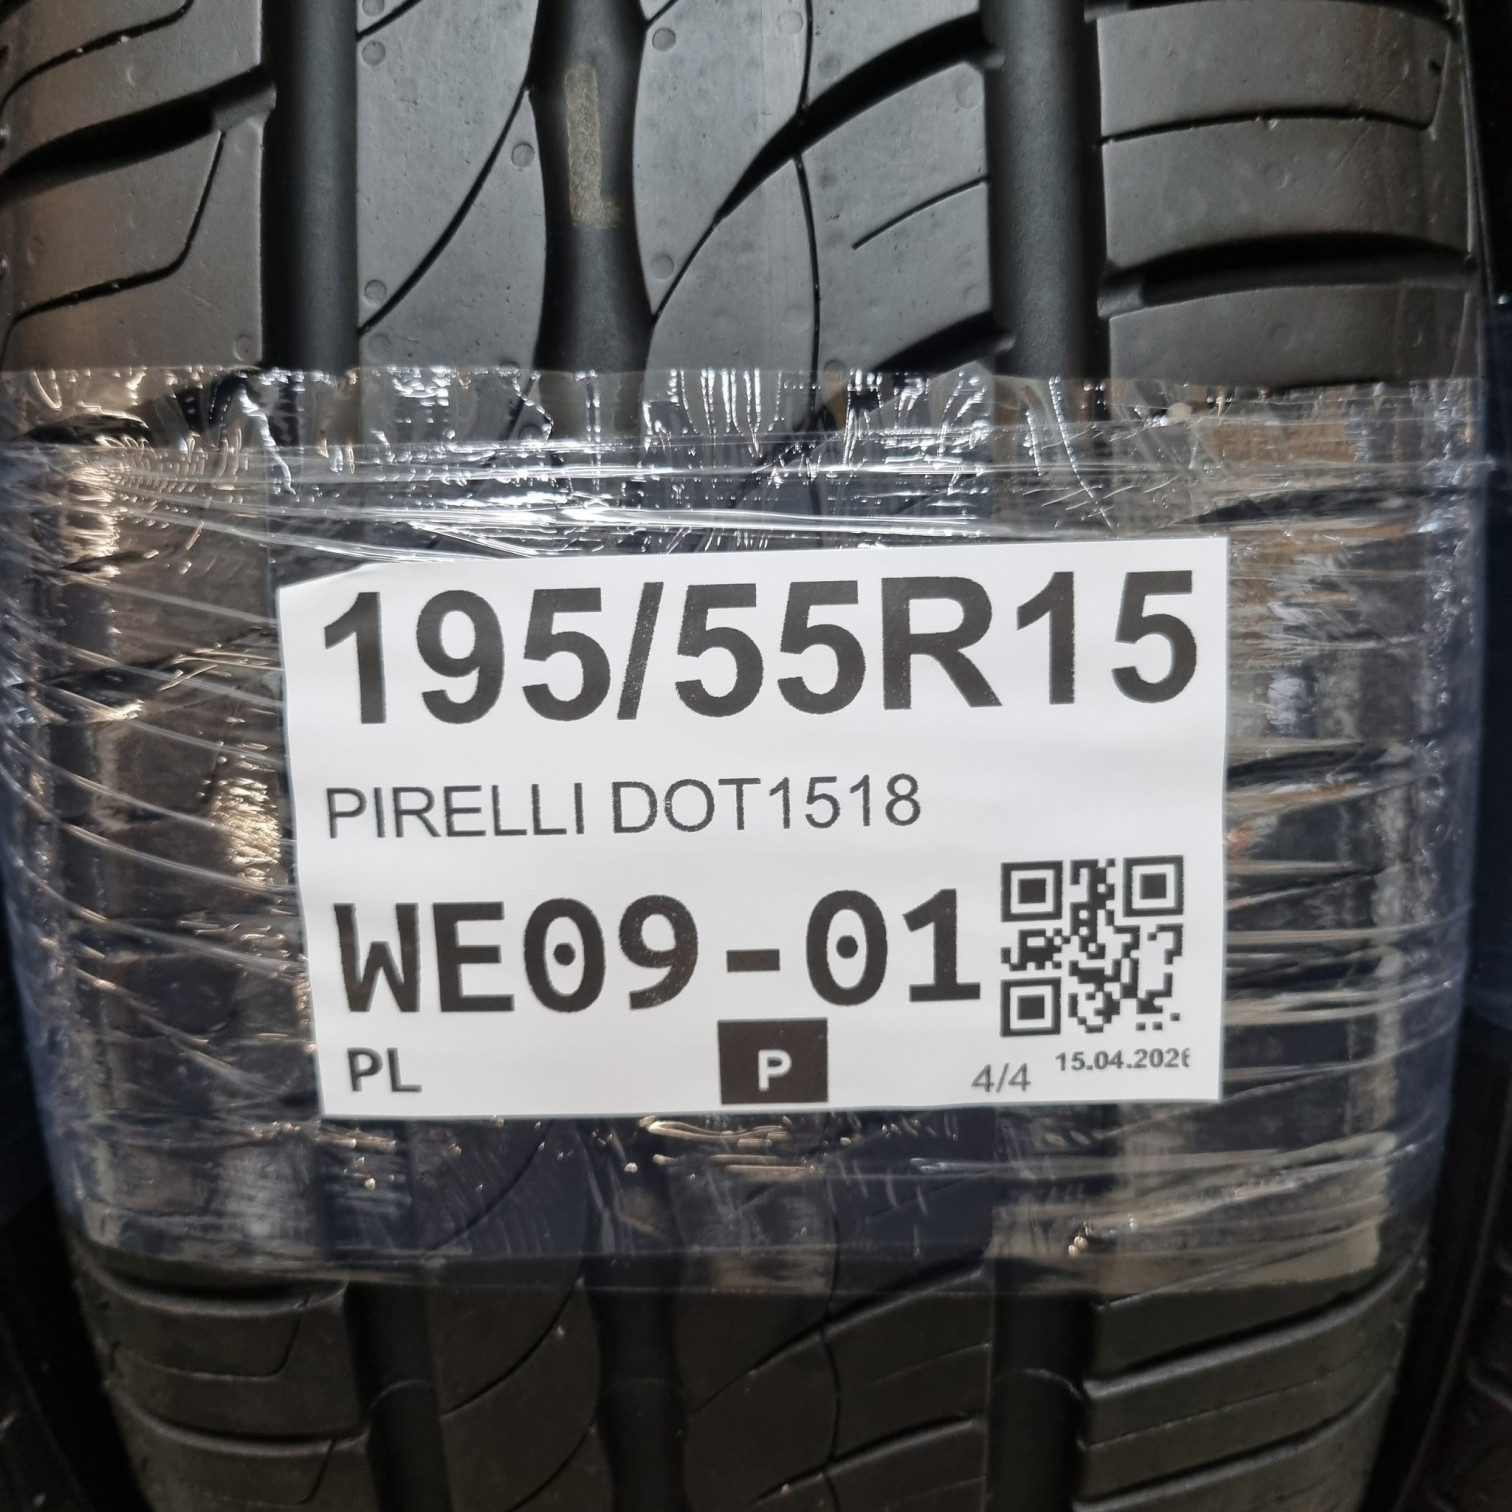 L
195/55R15
PIRELLI DOT1518
WE09-01
PL P 4/4 15.04.2026